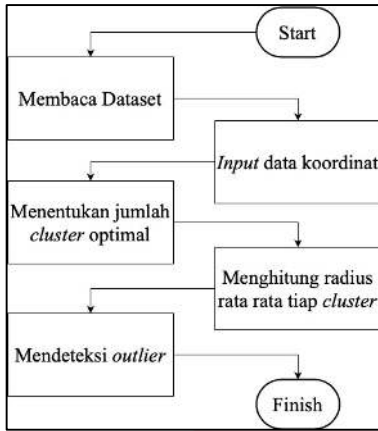 Start
Membaca Dataset
Input data koordinat
Menentukan jumlah
cluster optimal
Menghitung radius
rata rata tiap cluster
Mendeteksi outlier
Finish